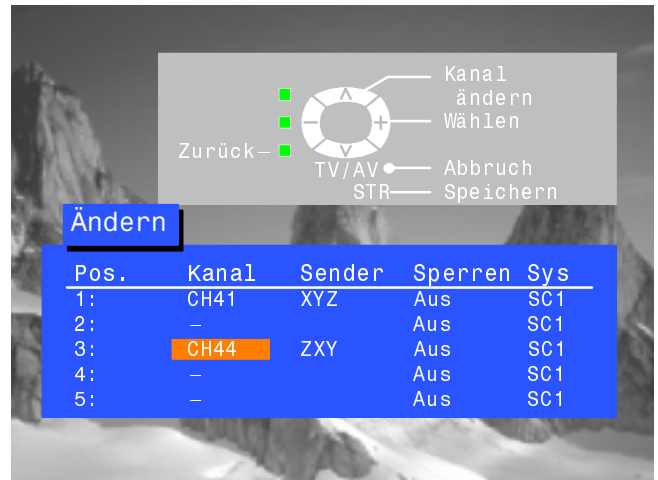 Kanal
ändern
Wählen
Zurück
TV/AV Abbruch
STR Speichern
Ändern
Pos. Kanal Sender Sperren Sys
1: CH41 XYZ Aus SC1
2: – Aus SC1
3: CH44 ZXY Aus SC1
4: – Aus SC1
5: – Aus SC1